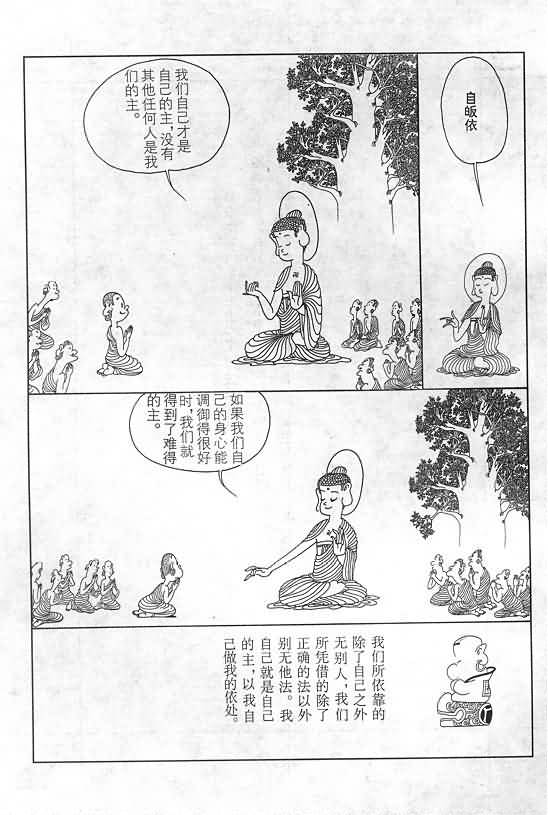 自皈依
我们自己才是
自己的主，没有
其他任何人是我
们的主。
如果我们自
己的身心能
调御得很好
时，我们就
得到了难得
的主。
我们所依靠的
除了自己之外
无别人，我们
所凭借的除了
正确的法以外
别无他法。我
自己就是自己
的主，以我自
己做我的依处。